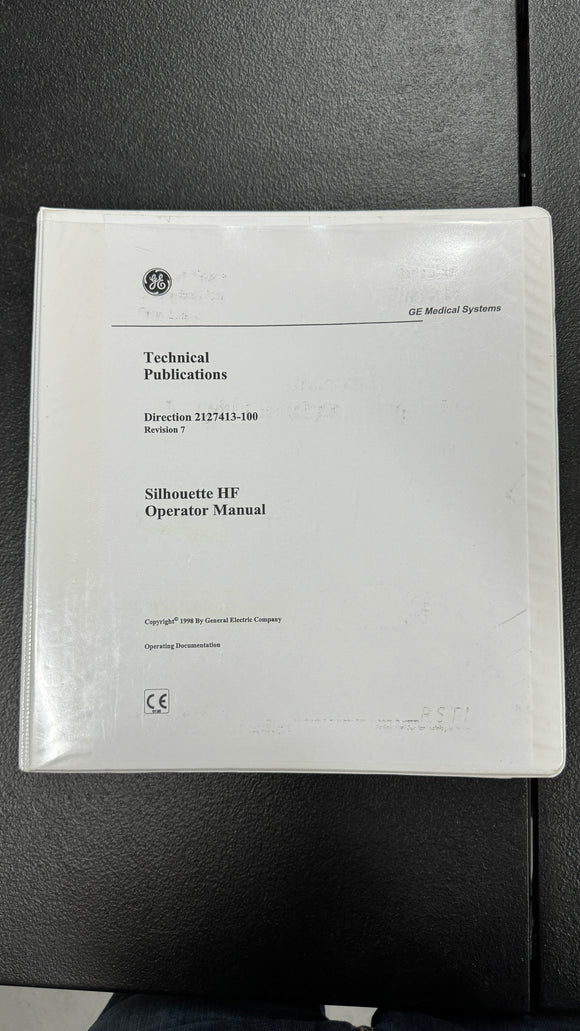 GE
GE Medical Systems
Technical
Publications
Direction 2127413-100
Revision 7
Silhouette HF
Operator Manual
Copyright© 1998 By General Electric Company
Operating Documentation
CE